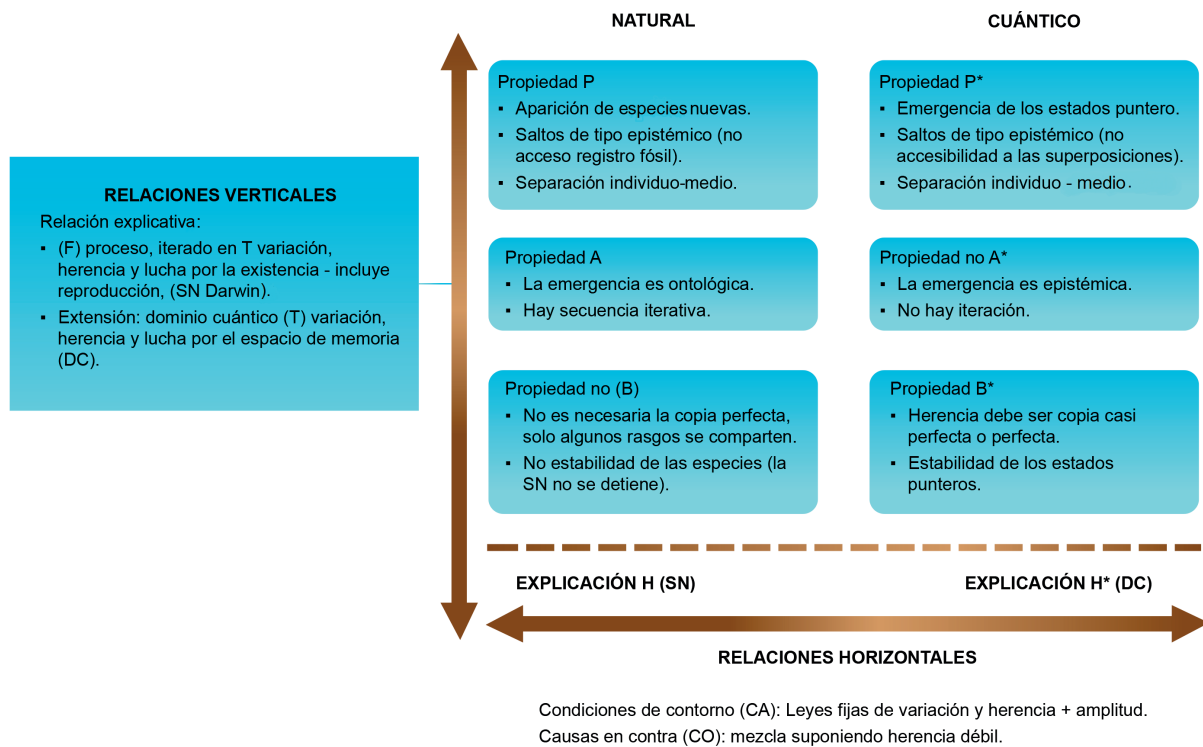 NATURAL
CUÁNTICO
RELACIONES VERTICALES
Relación explicativa:
▪ (F) proceso, iterado en T variación,
herencia y lucha por la existencia - incluye
reproducción, (SN Darwin).
▪ Extensión: dominio cuántico (T) variación,
herencia y lucha por el espacio de memoria
(DC).
Propiedad P
▪ Aparición de especies nuevas.
▪ Saltos de tipo epistémico (no
acceso registro fósil).
▪ Separación individuo-medio.
Propiedad P*
▪ Emergencia de los estados puntero.
▪ Saltos de tipo epistémico (no
accesibilidad a las superposiciones).
▪ Separación individuo - medio.
Propiedad A
▪ La emergencia es ontológica.
▪ Hay secuencia iterativa.
Propiedad no A*
▪ La emergencia es epistémica.
▪ No hay iteración.
Propiedad no (B)
▪ No es necesaria la copia perfecta,
solo algunos rasgos se comparten.
▪ No estabilidad de las especies (la
SN no se detiene).
Propiedad B*
▪ Herencia debe ser copia casi
perfecta o perfecta.
▪ Estabilidad de los estados
punteros.
EXPLICACIÓN H (SN)
EXPLICACIÓN H* (DC)
RELACIONES HORIZONTALES
Condiciones de contorno (CA): Leyes fijas de variación y herencia + amplitud.
Causas en contra (CO): mezcla suponiendo herencia débil.